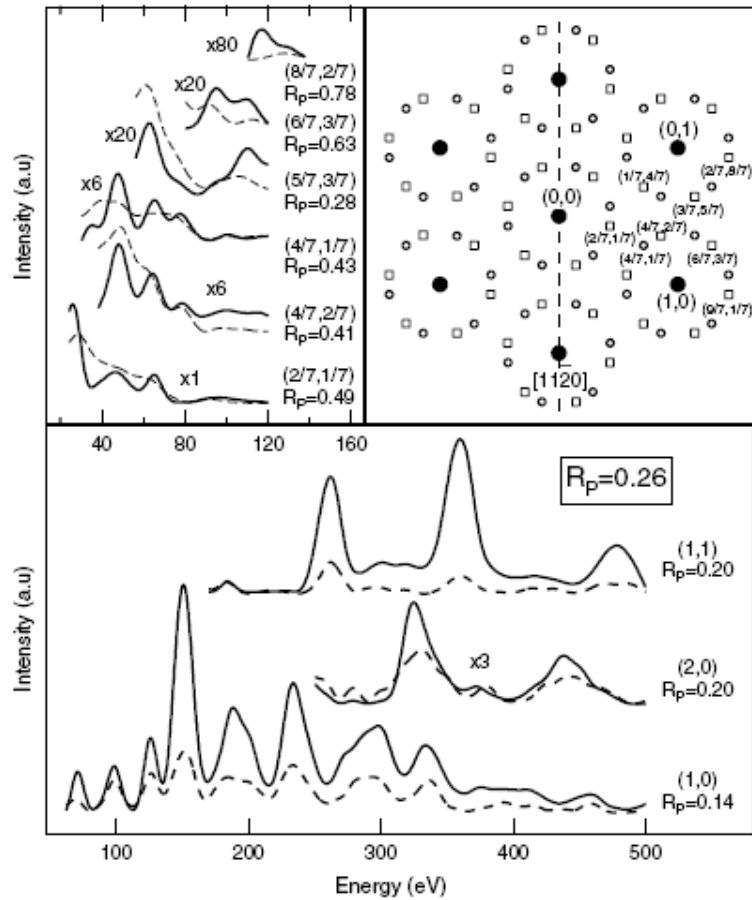 x80
(8/7,2/7)
R_P=0.78
x20
(6/7,3/7)
R_P=0.63
x20
(5/7,3/7)
R_P=0.28
x6
(4/7,1/7)
R_P=0.43
x6
(4/7,2/7)
R_P=0.41
(2/7,1/7)
x1
R_P=0.49
Intensity (a.u)
40 80 120 160
(0,1)
(1/7,4/7)
(2/7,8/7)
(0,0)
(3/7,5/7)
(2/7,1/7)
(4/7,2/7)
(4/7,1/7)
(6/7,3/7)
(1,0)
(9/7,1/7)
[112̅0]
R_P=0.26
(1,1)
R_P=0.20
x3
(2,0)
R_P=0.20
(1,0)
R_P=0.14
Intensity (a.u)
100 200 300 400 500
Energy (eV)